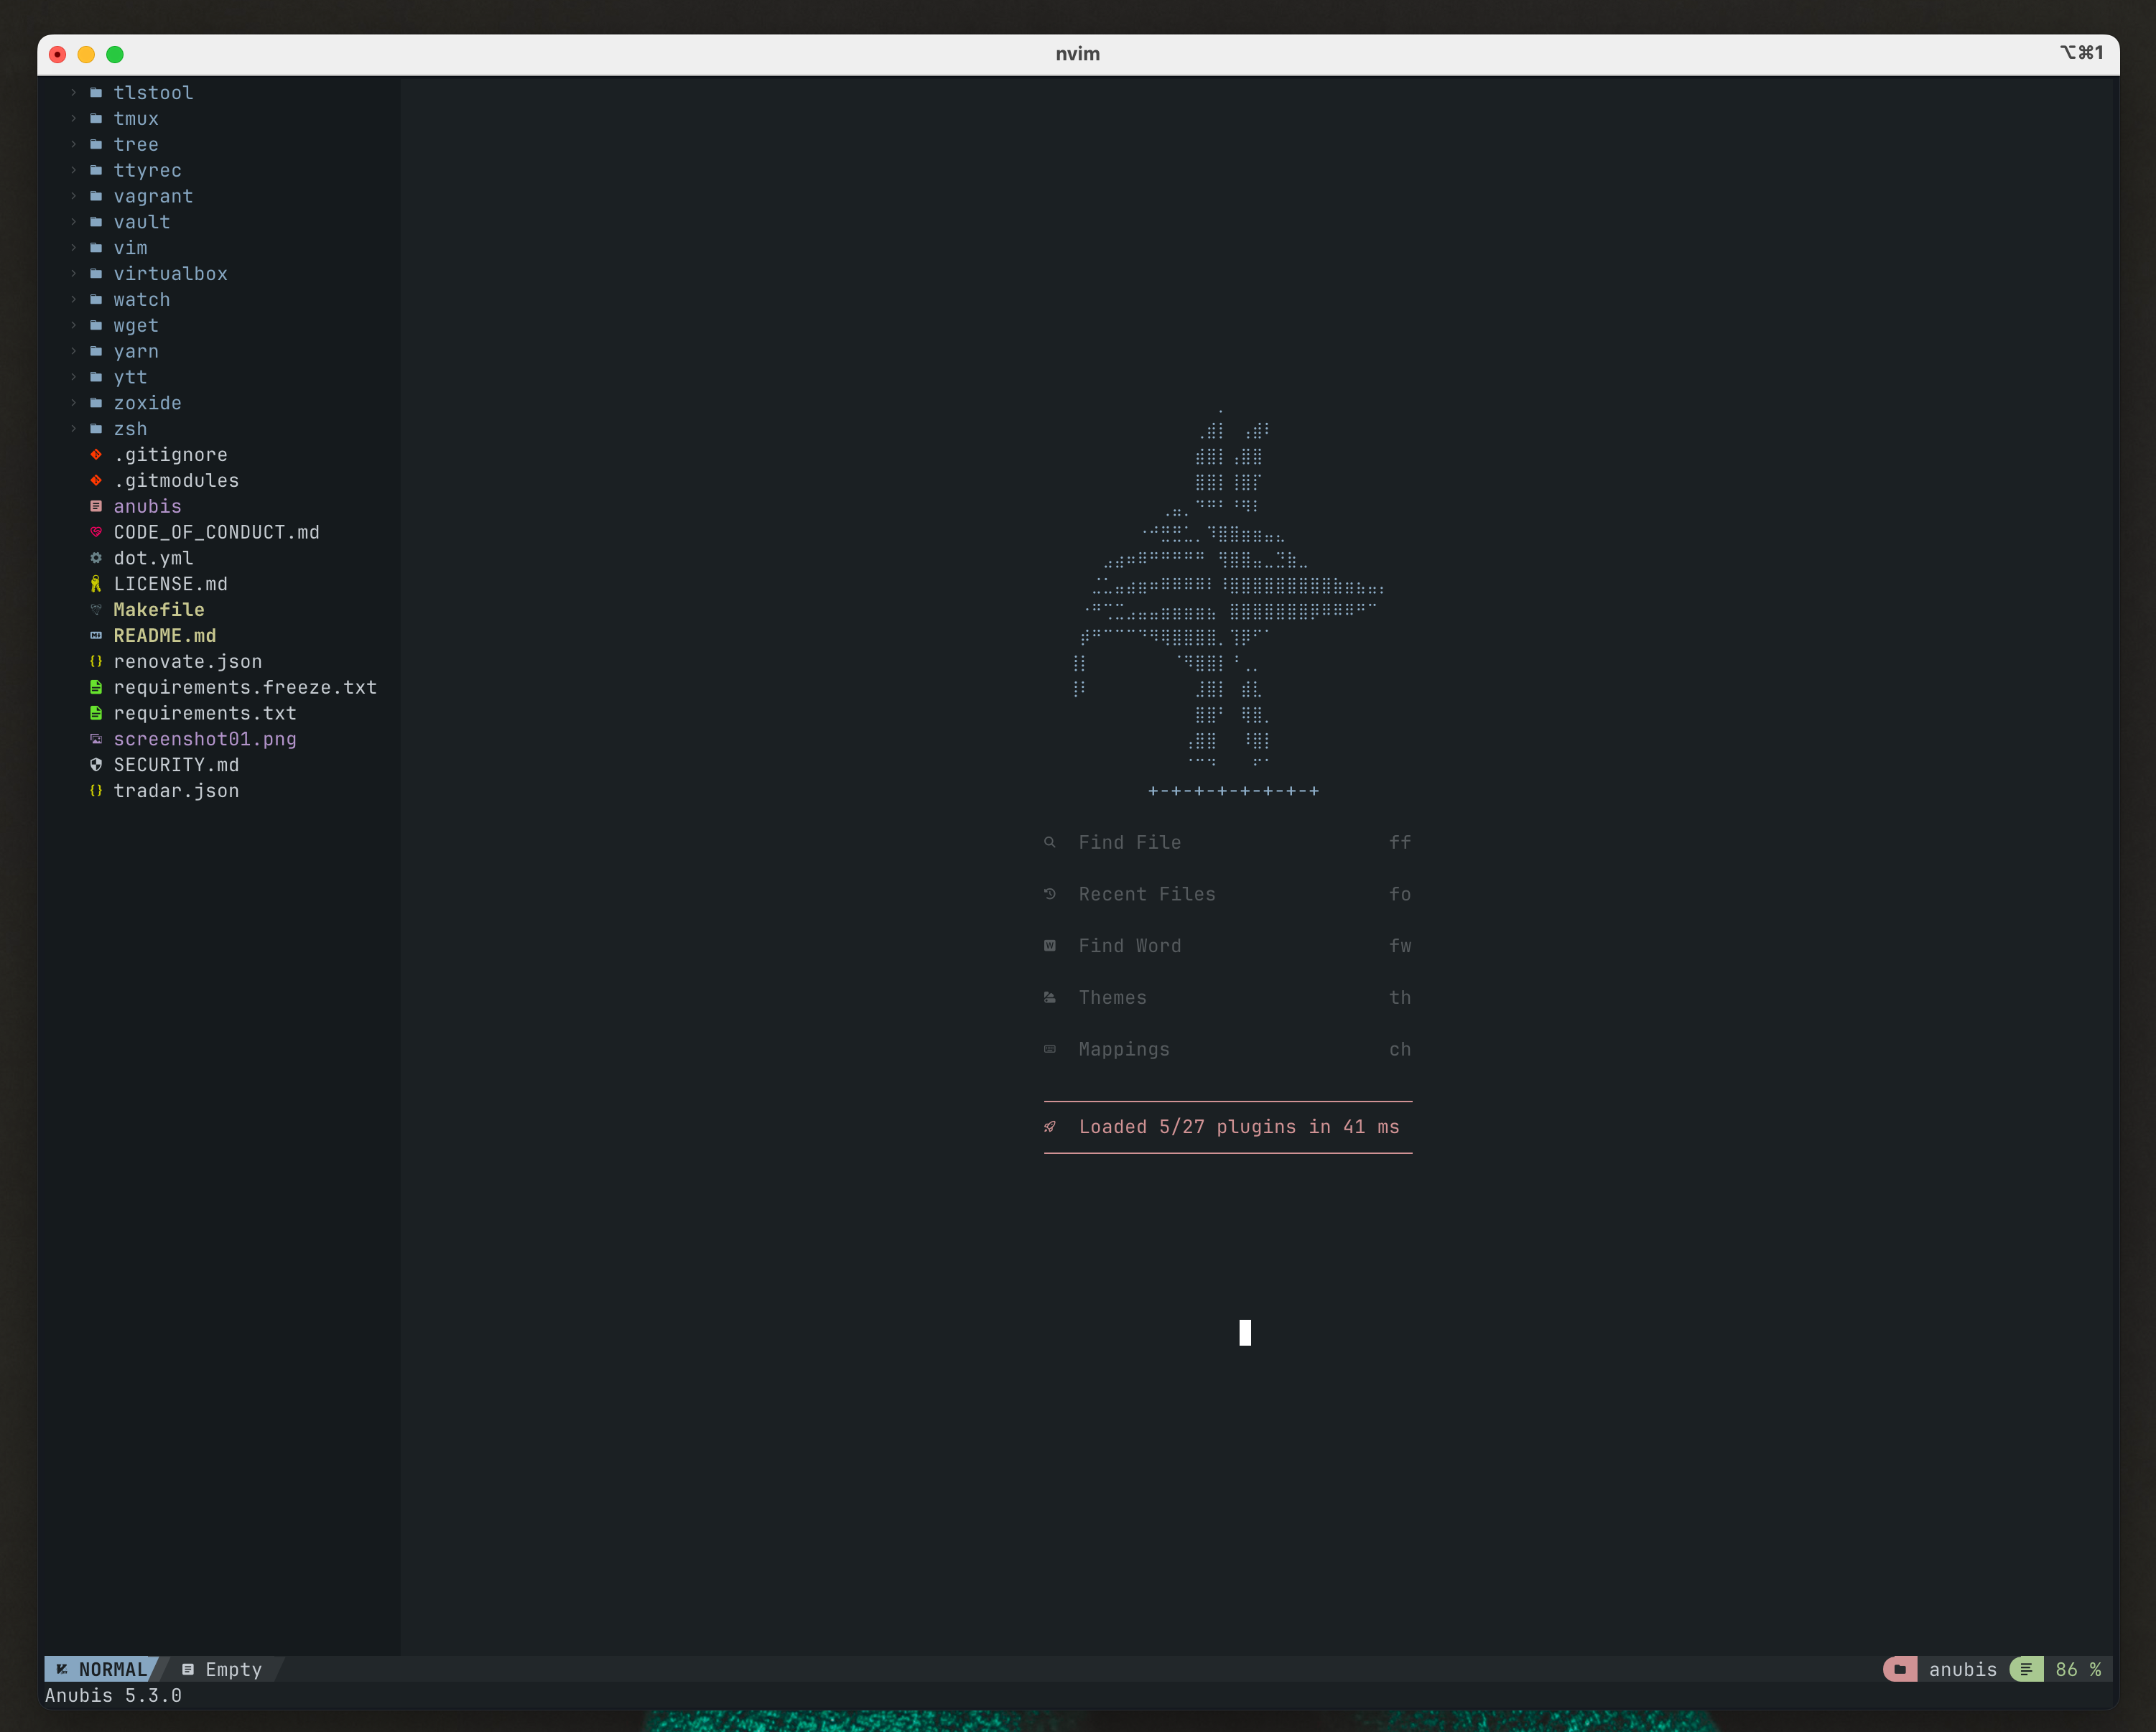 nvim
⌥⌘1
tlstool
tmux
tree
ttyrec
vagrant
vault
vim
virtualbox
watch
wget
yarn
ytt
zoxide
zsh
.gitignore
.gitmodules
anubis
CODE_OF_CONDUCT.md
dot.yml
LICENSE.md
Makefile
README.md
renovate.json
requirements.freeze.txt
requirements.txt
screenshot01.png
SECURITY.md
tradar.json
+-+-+-+-+-+-+-+
Find File ff
Recent Files fo
Find Word fw
Themes th
Mappings ch
Loaded 5/27 plugins in 41 ms
NORMAL Empty anubis 86 %
Anubis 5.3.0